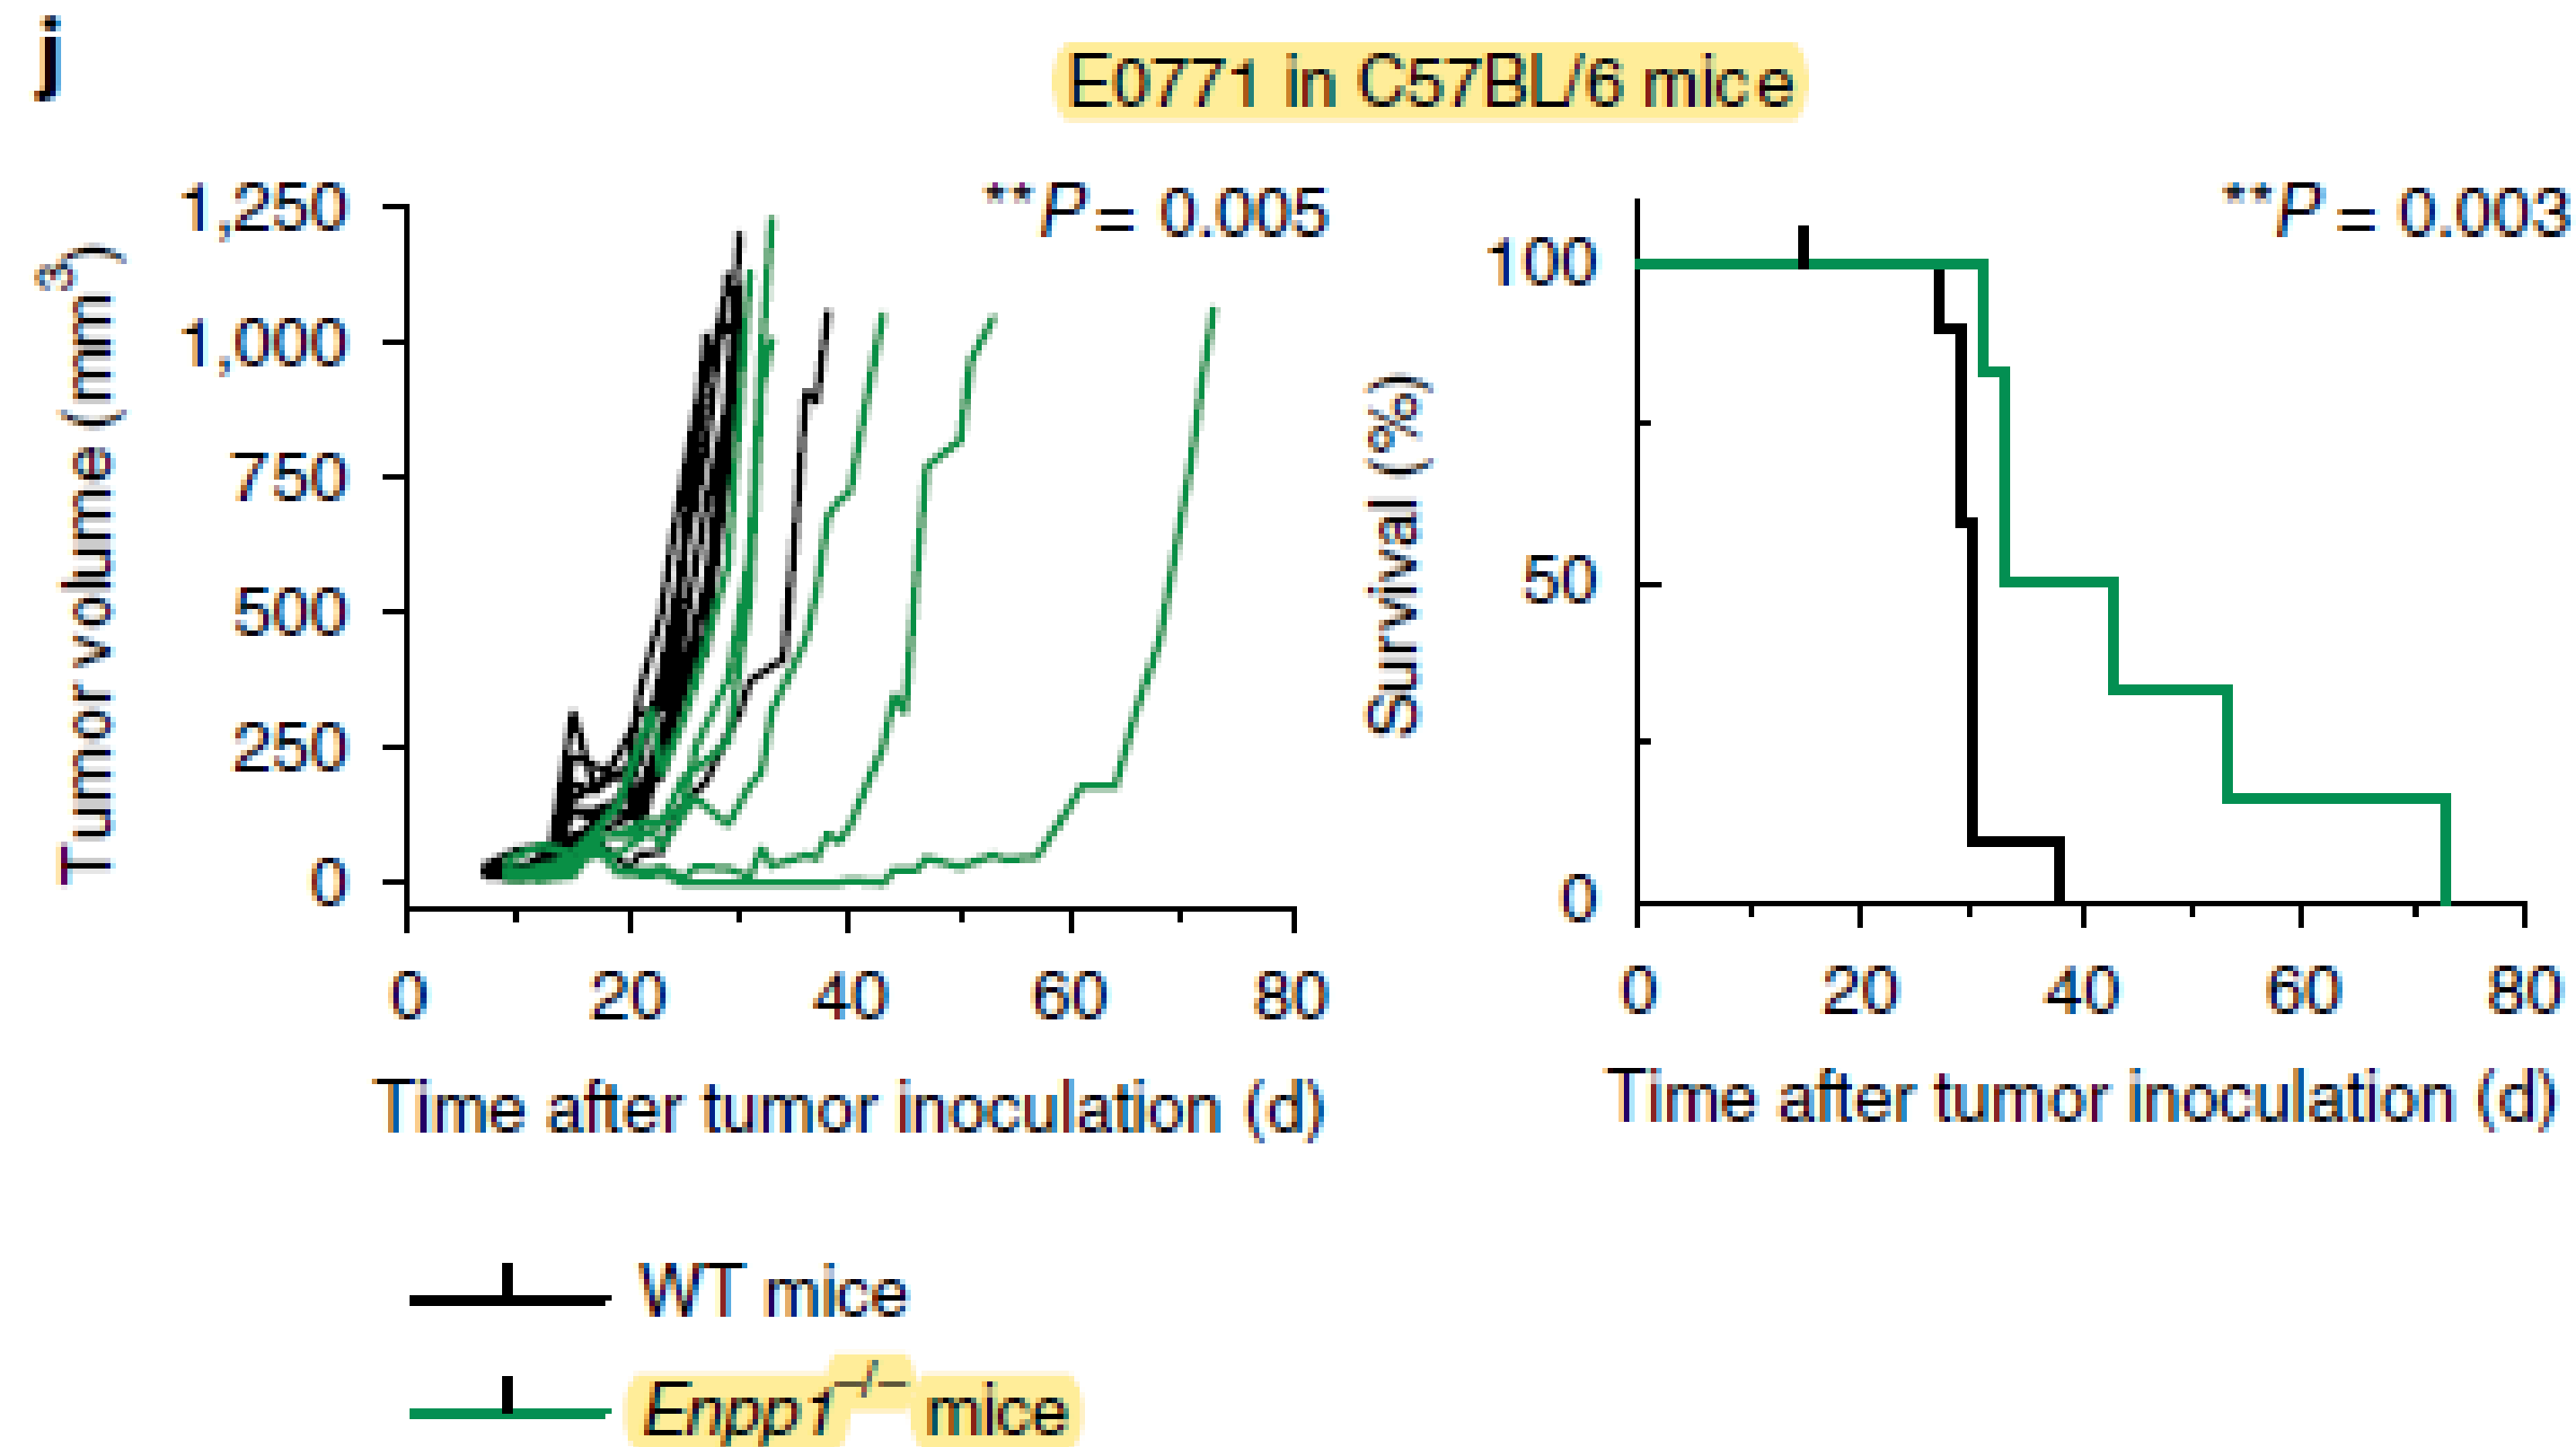 j
E0771 in C57BL/6 mice
**P = 0.005
1,250
1,000
750
500
250
0
Tumor volume (mm³)
0 20 40 60 80
Time after tumor inoculation (d)
**P = 0.003
100
50
0
Survival (%)
0 20 40 60 80
Time after tumor inoculation (d)
WT mice
Enpp1⁻/⁻ mice